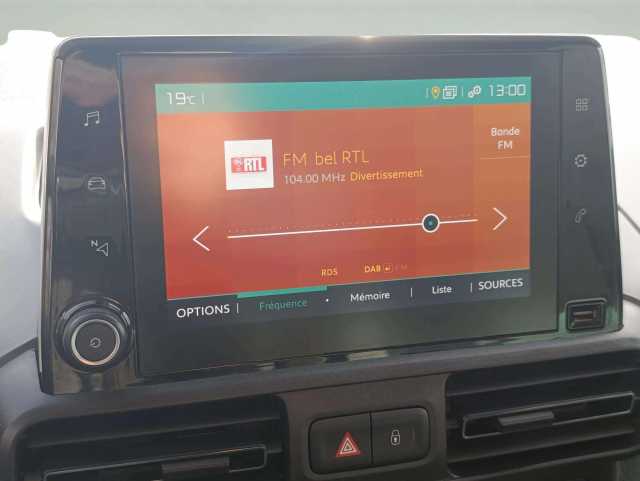 19°C
13:00
Bande
FM
RTL
FM bel RTL
104.00 MHz Divertissement
RDS DAB FM
OPTIONS Fréquence Mémoire Liste SOURCES
N